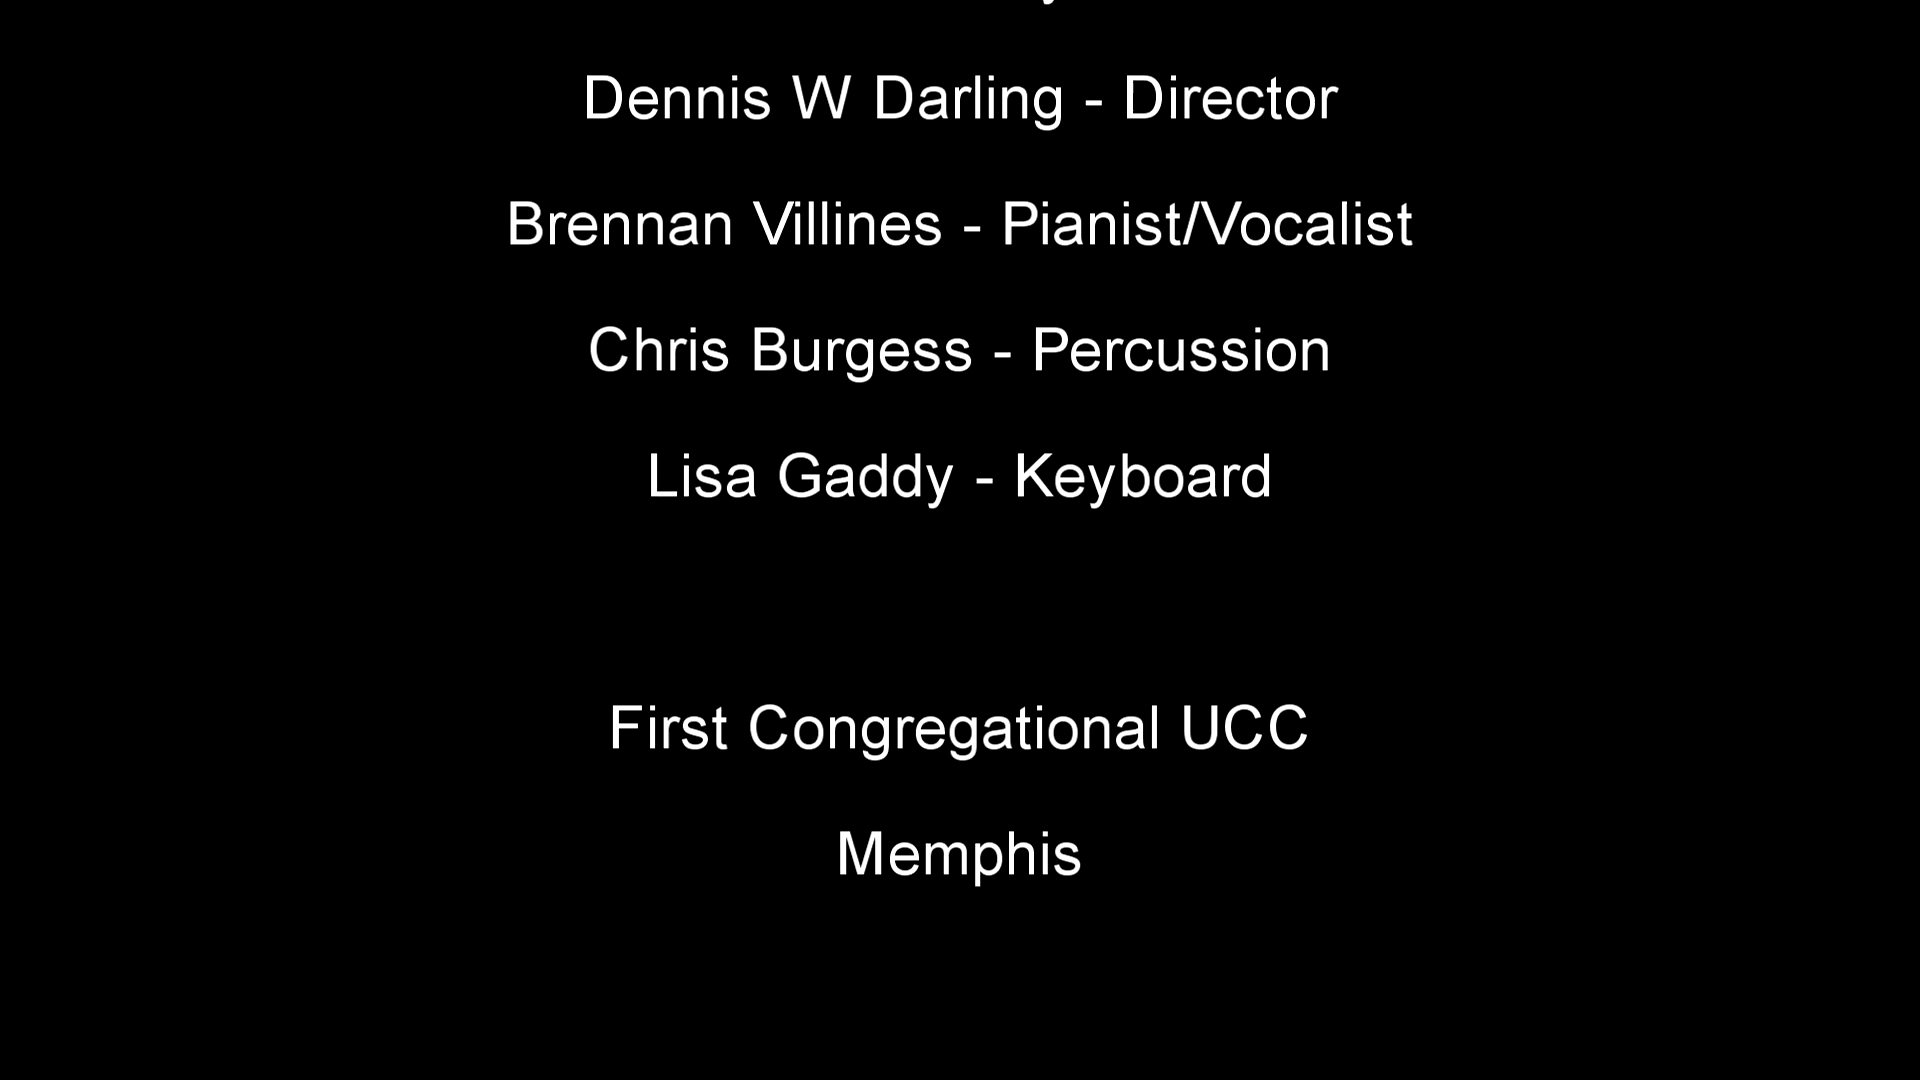 Dennis W Darling - Director
Brennan Villines - Pianist/Vocalist
Chris Burgess - Percussion
Lisa Gaddy - Keyboard
First Congregational UCC
Memphis